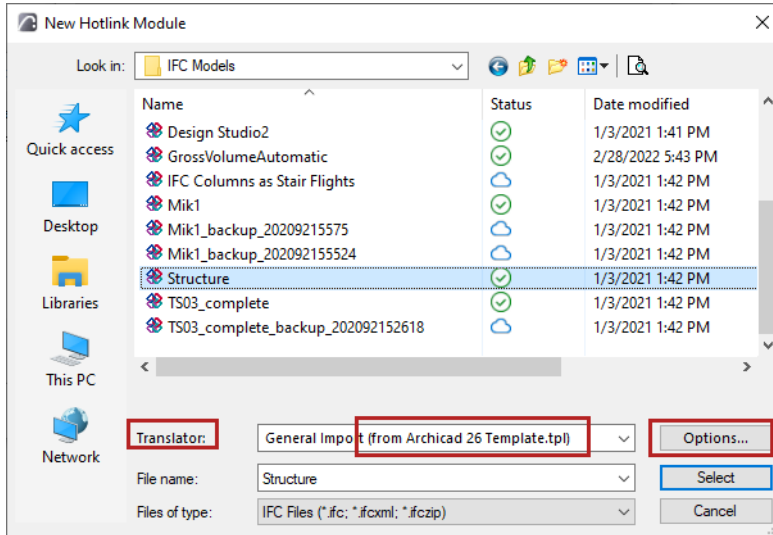 New Hotlink Module
Look in: IFC Models
Name Status Date modified
Design Studio2 1/3/2021 1:41 PM
GrossVolumeAutomatic 2/28/2022 5:43 PM
IFC Columns as Stair Flights 1/3/2021 1:42 PM
Mik1 1/3/2021 1:42 PM
Mik1_backup_20209215575 1/3/2021 1:42 PM
Mik1_backup_202092155524 1/3/2021 1:42 PM
Structure 1/3/2021 1:42 PM
TS03_complete 1/3/2021 1:42 PM
TS03_complete_backup_202092152618 1/3/2021 1:42 PM
Quick access
Desktop
Libraries
This PC
Network
Translator: General Import (from Archicad 26 Template.tpl) Options...
File name: Structure Select
Files of type: IFC Files (*.ifc; *.ifcxml; *.ifczip) Cancel